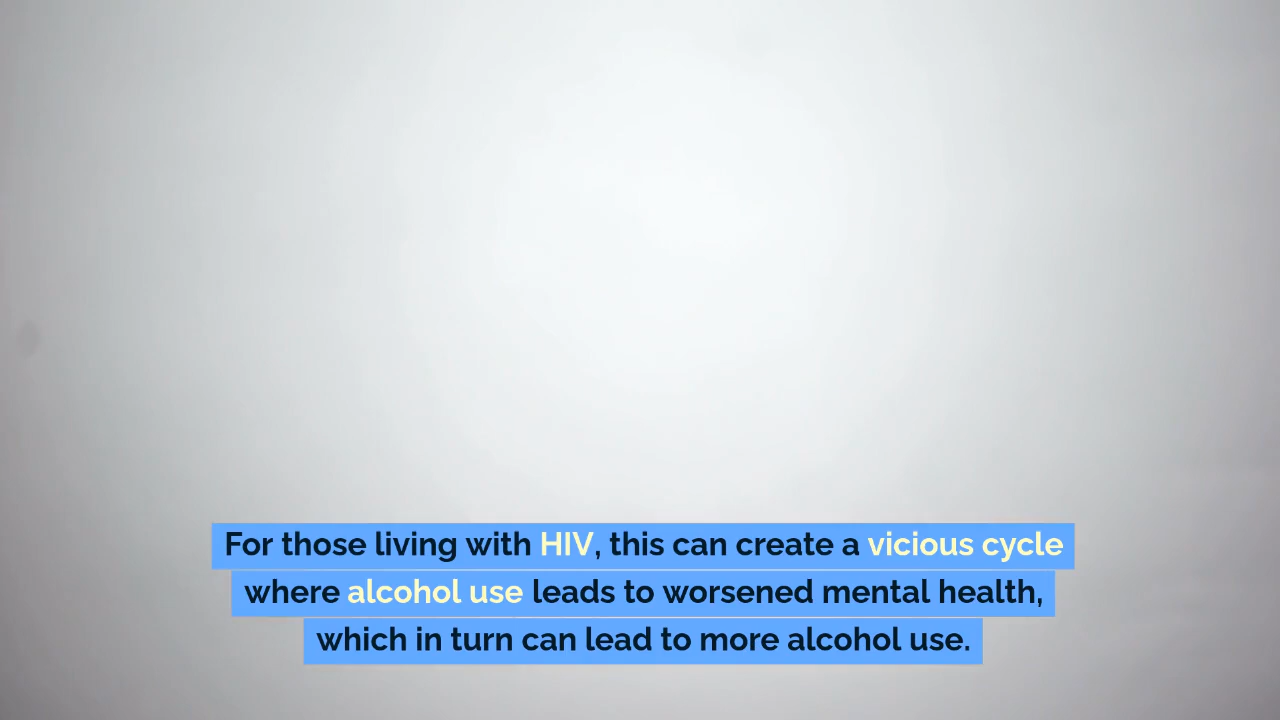 For those living with HIV, this can create a vicious cycle
where alcohol use leads to worsened mental health,
which in turn can lead to more alcohol use.